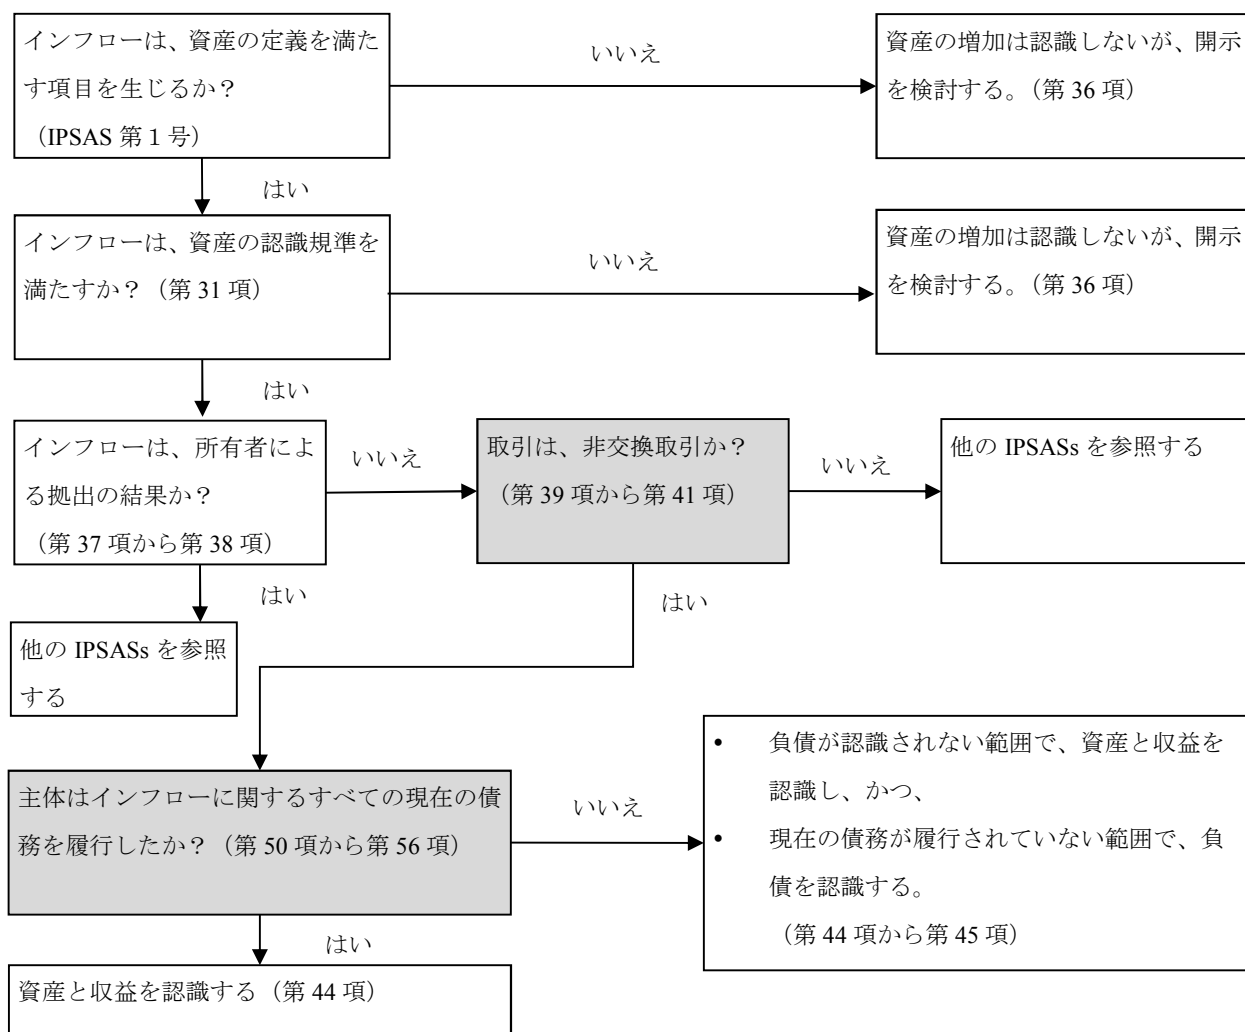 インフローは、資産の定義を満た
す項目を生じるか？
（IPSAS 第１号）
いいえ
資産の増加は認識しないが、開示
を検討する。（第 36 項）
はい
インフローは、資産の認識規準を
満たすか？（第 31 項）
いいえ
資産の増加は認識しないが、開示
を検討する。（第 36 項）
はい
インフローは、所有者によ
る拠出の結果か？
（第 37 項から第 38 項）
いいえ
取引は、非交換取引か？
（第 39 項から第 41 項）
いいえ
他の IPSASs を参照する
はい
他の IPSASs を参照
する
はい
主体はインフローに関するすべての現在の債
務を履行したか？（第 50 項から第 56 項）
いいえ
• 負債が認識されない範囲で、資産と収益を
認識し、かつ、
• 現在の債務が履行されていない範囲で、負
債を認識する。
（第 44 項から第 45 項）
はい
資産と収益を認識する（第 44 項）